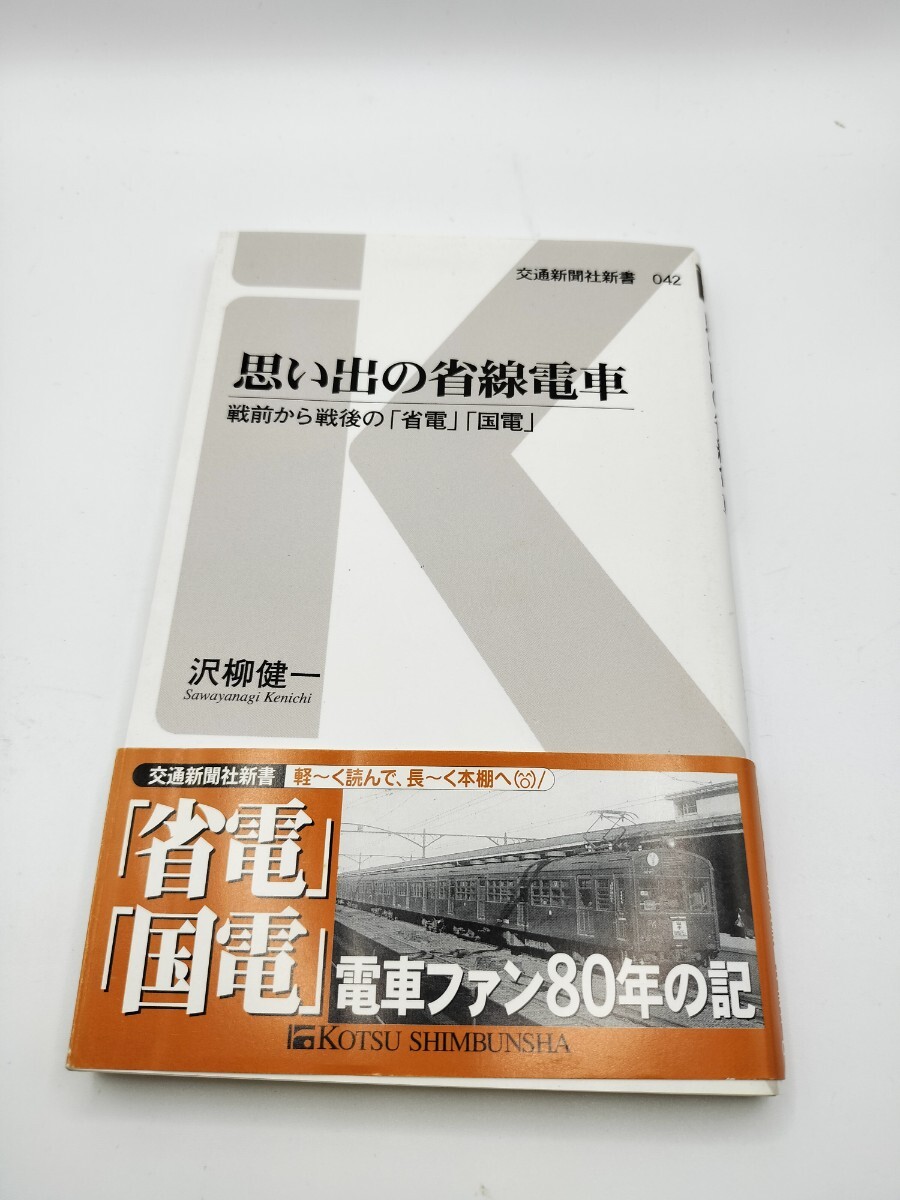 交通新聞社新書 042
思い出の省線電車
戦前から戦後の「省電」「国電」
沢柳健一
Sawayanagi Kenichi
交通新聞社新書
軽〜く読んで、長〜く本棚へ
「省電」
「国電」
電車ファン80年の記
KOTSU SHIMBUNSHA